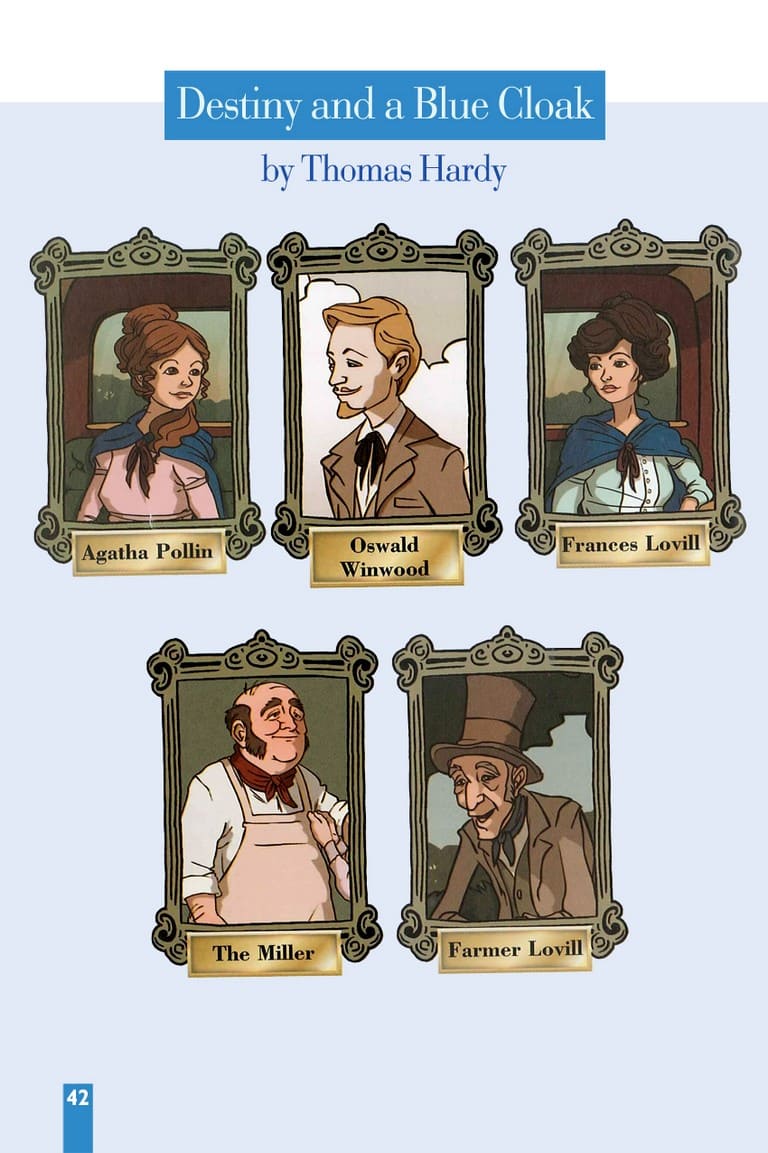 Destiny and a Blue Cloak
by Thomas Hardy
Agatha Pollin
Oswald
Winwood
Frances Lovill
The Miller
Farmer Lovill
42